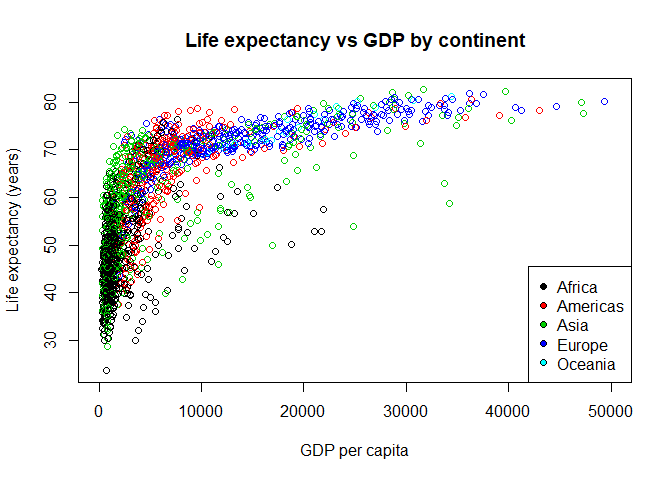 Life expectancy vs GDP by continent
Life expectancy (years)
80
70
60
50
40
30
Africa
Americas
Asia
Europe
Oceania
0 10000 20000 30000 40000 50000
GDP per capita